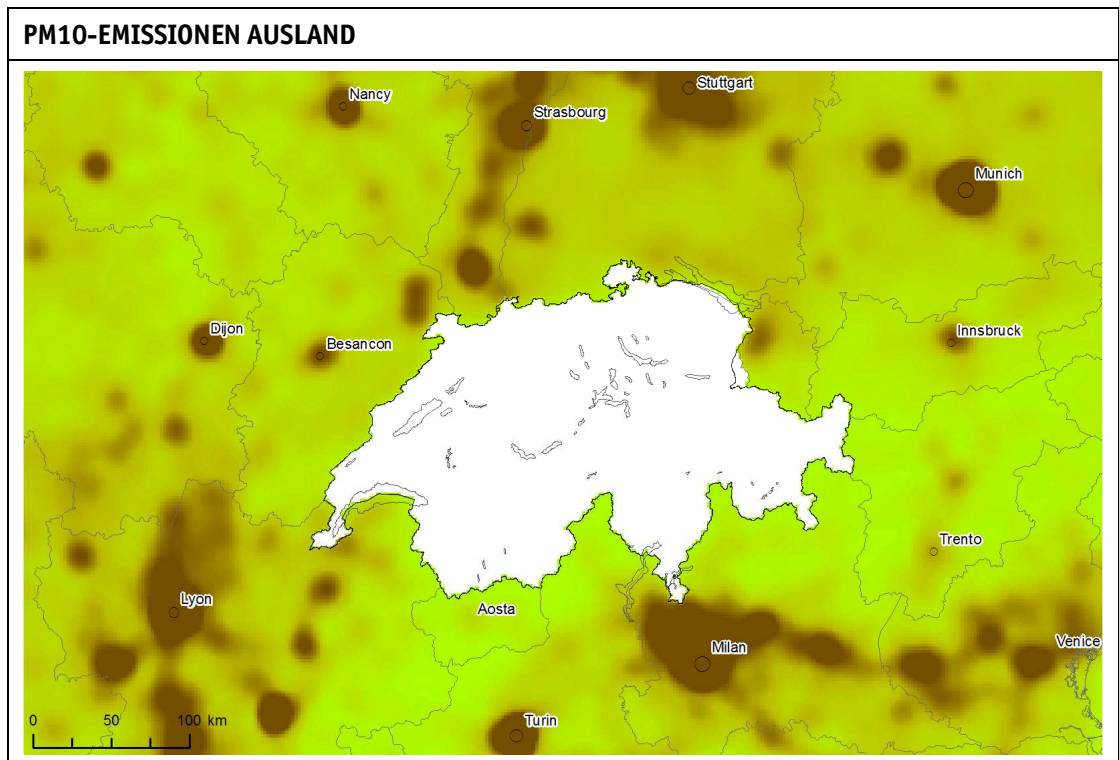 PM10-EMISSIONEN AUSLAND
Nancy
Strasbourg
Stuttgart
Munich
Dijon
Besancon
Innsbruck
Trento
Lyon
Aosta
Milan
Venice
Turin
0 50 100 km